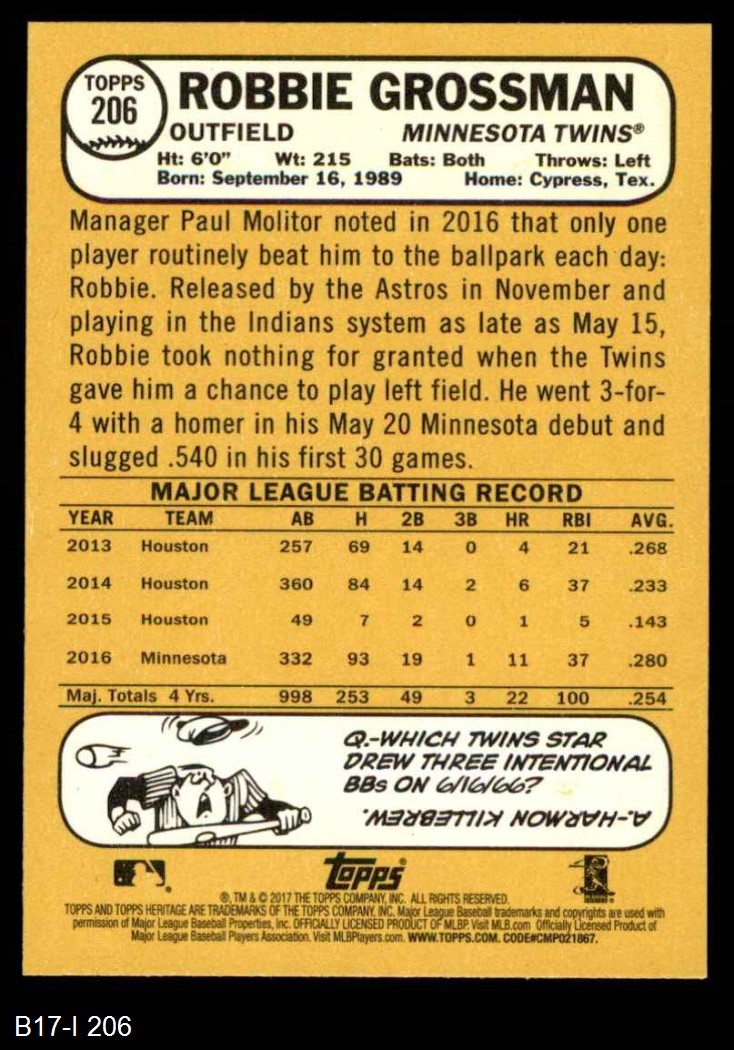 TOPPS
206
ROBBIE GROSSMAN
OUTFIELD MINNESOTA TWINS®
Ht: 6'0" Wt: 215 Bats: Both Throws: Left
Born: September 16, 1989 Home: Cypress, Tex.
Manager Paul Molitor noted in 2016 that only one
player routinely beat him to the ballpark each day:
Robbie. Released by the Astros in November and
playing in the Indians system as late as May 15,
Robbie took nothing for granted when the Twins
gave him a chance to play left field. He went 3-for-
4 with a homer in his May 20 Minnesota debut and
slugged .540 in his first 30 games.
MAJOR LEAGUE BATTING RECORD
YEAR TEAM AB H 2B 3B HR RBI AVG.
2013 Houston 257 69 14 0 4 21 .268
2014 Houston 360 84 14 2 6 37 .233
2015 Houston 49 7 2 0 1 5 .143
2016 Minnesota 332 93 19 1 11 37 .280
Maj. Totals 4 Yrs. 998 253 49 3 22 100 .254
Q.-WHICH TWINS STAR
DREW THREE INTENTIONAL
BBs ON 6/16/66?
A.-HARMON KILLEBREW.
topps®
®, TM & © 2017 THE TOPPS COMPANY, INC. ALL RIGHTS RESERVED.
TOPPS AND TOPPS HERITAGE ARE TRADEMARKS OF THE TOPPS COMPANY, INC. Major League Baseball trademarks and copyrights are used with
permission of Major League Baseball Properties, Inc. OFFICIALLY LICENSED PRODUCT OF MLBP. Visit MLB.com Officially Licensed Product of
Major League Baseball Players Association. Visit MLBPlayers.com. WWW.TOPPS.COM. CODE#CMP021867.
B17-I 206